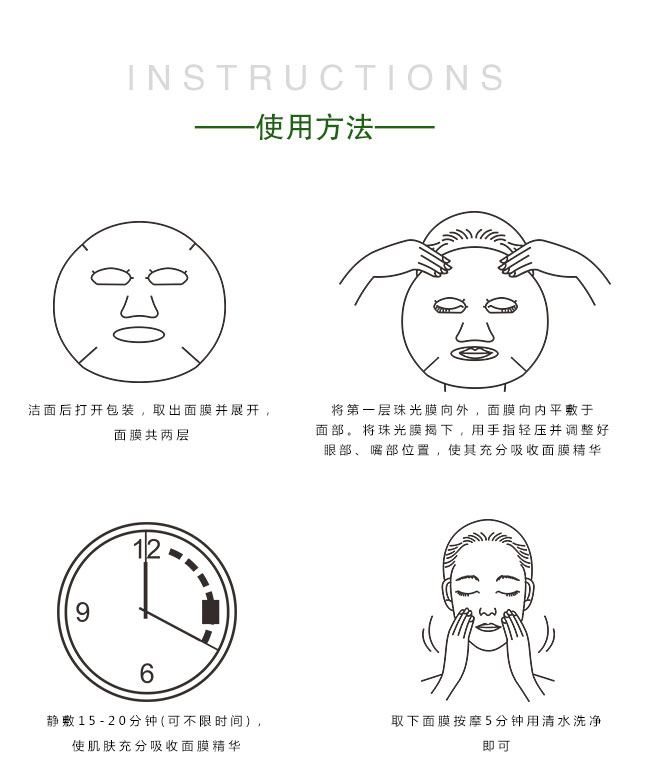 INSTRUCTIONS
使用方法
洁面后打开包装，取出面膜并展开，
面膜共两层
将第一层珠光膜向外，面膜向内平敷于
面部。将珠光膜揭下，用手指轻压并调整好
眼部、嘴部位置，使其充分吸收面膜精华
12
9
6
静敷15-20分钟(可不限时间)，
使肌肤充分吸收面膜精华
取下面膜按摩5分钟用清水洗净
即可